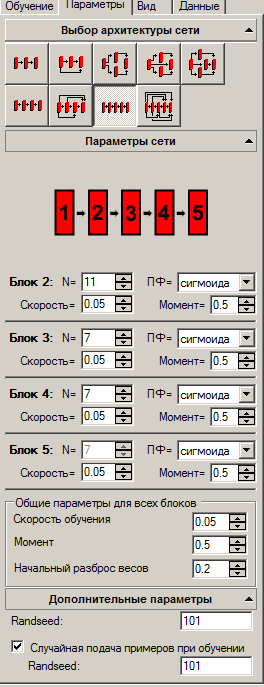 Обучение Параметры Вид Данные
Выбор архитектуры сети
Параметры сети
1 2 3 4 5
Блок 2: N= 11 ПФ= сигмоида
Скорость= 0.05 Момент= 0.5
Блок 3: N= 7 ПФ= сигмоида
Скорость= 0.05 Момент= 0.5
Блок 4: N= 7 ПФ= сигмоида
Скорость= 0.05 Момент= 0.5
Блок 5: N= 7 ПФ= сигмоида
Скорость= 0.05 Момент= 0.5
Общие параметры для всех блоков
Скорость обучения 0.05
Момент 0.5
Начальный разброс весов 0.2
Дополнительные параметры
Randseed: 101
Случайная подача примеров при обучении
Randseed: 101